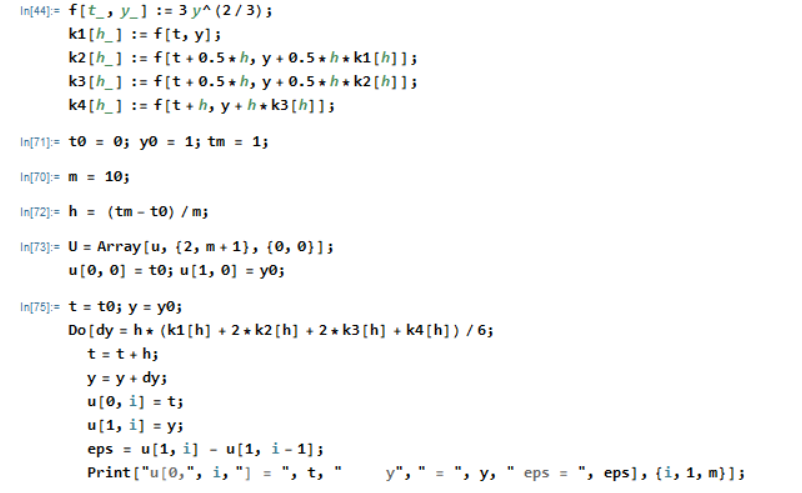 In[44]:= f[t_, y_] := 3 y^(2/3);
k1[h_] := f[t, y];
k2[h_] := f[t + 0.5*h, y + 0.5*h*k1[h]];
k3[h_] := f[t + 0.5*h, y + 0.5*h*k2[h]];
k4[h_] := f[t + h, y + h*k3[h]];
In[71]:= t0 = 0; y0 = 1; tm = 1;
In[70]:= m = 10;
In[72]:= h = (tm - t0) / m;
In[73]:= U = Array[u, {2, m + 1}, {0, 0}];
u[0, 0] = t0; u[1, 0] = y0;
In[75]:= t = t0; y = y0;
Do[dy = h* (k1[h] + 2*k2[h] + 2*k3[h] + k4[h]) / 6;
t = t + h;
y = y + dy;
u[0, i] = t;
u[1, i] = y;
eps = u[1, i] - u[1, i - 1];
Print["u[0,", i, "] = ", t, "     y", " = ", y, " eps = ", eps], {i, 1, m}];